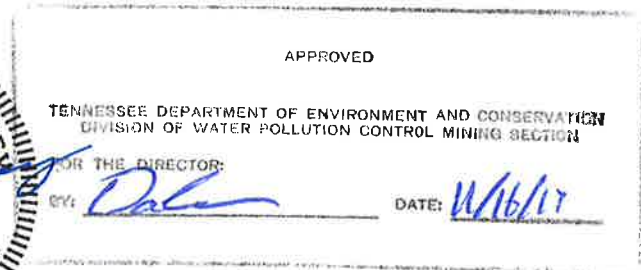 APPROVED
TENNESSEE DEPARTMENT OF ENVIRONMENT AND CONSERVATION
DIVISION OF WATER POLLUTION CONTROL MINING SECTION
FOR THE DIRECTOR:
BY: DATE: 11/16/17